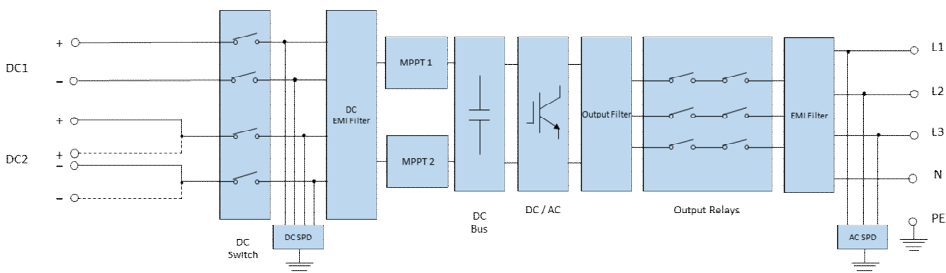 DC1
+
−
DC2
+
+
−
−
DC
Switch
DC SPD
DC
EMI Filter
MPPT 1
MPPT 2
DC
Bus
DC / AC
Output Filter
Output Relays
EMI Filter
AC SPD
L1
L2
L3
N
PE